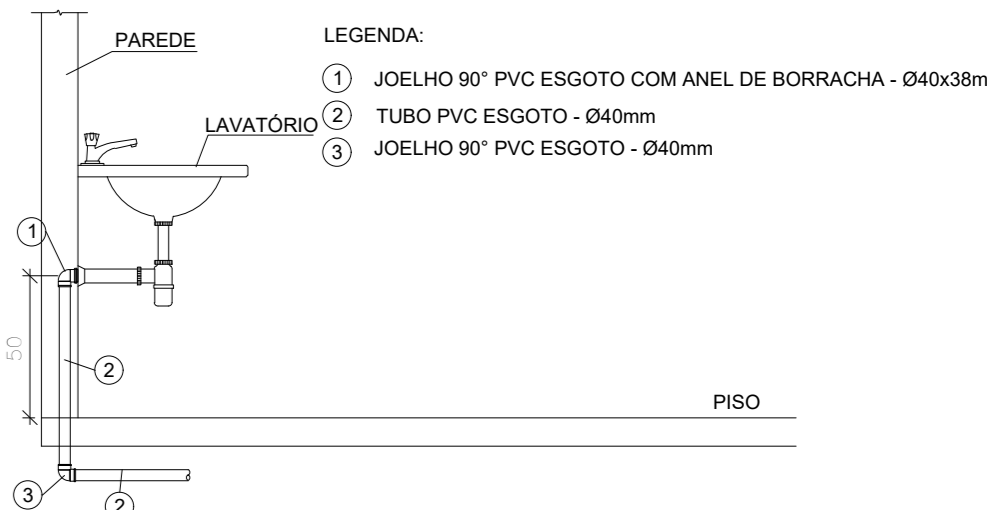 PAREDE
LEGENDA:
1 JOELHO 90° PVC ESGOTO COM ANEL DE BORRACHA - Ø40x38m
LAVATÓRIO
2 TUBO PVC ESGOTO - Ø40mm
3 JOELHO 90° PVC ESGOTO - Ø40mm
1
50
2
PISO
3
2